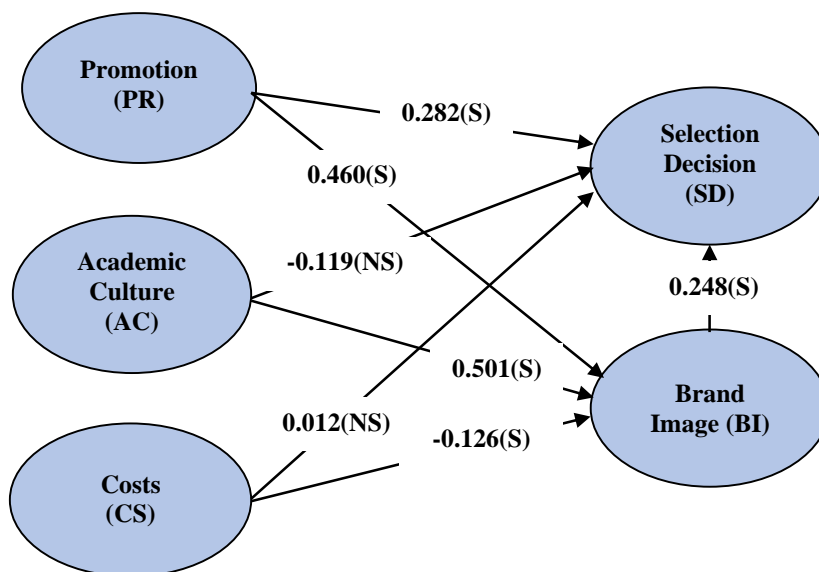 Promotion
(PR)
0.282(S)
Selection
Decision
(SD)
0.460(S)
Academic
Culture
(AC)
-0.119(NS)
0.248(S)
0.501(S)
Brand
Image (BI)
0.012(NS)
-0.126(S)
Costs
(CS)